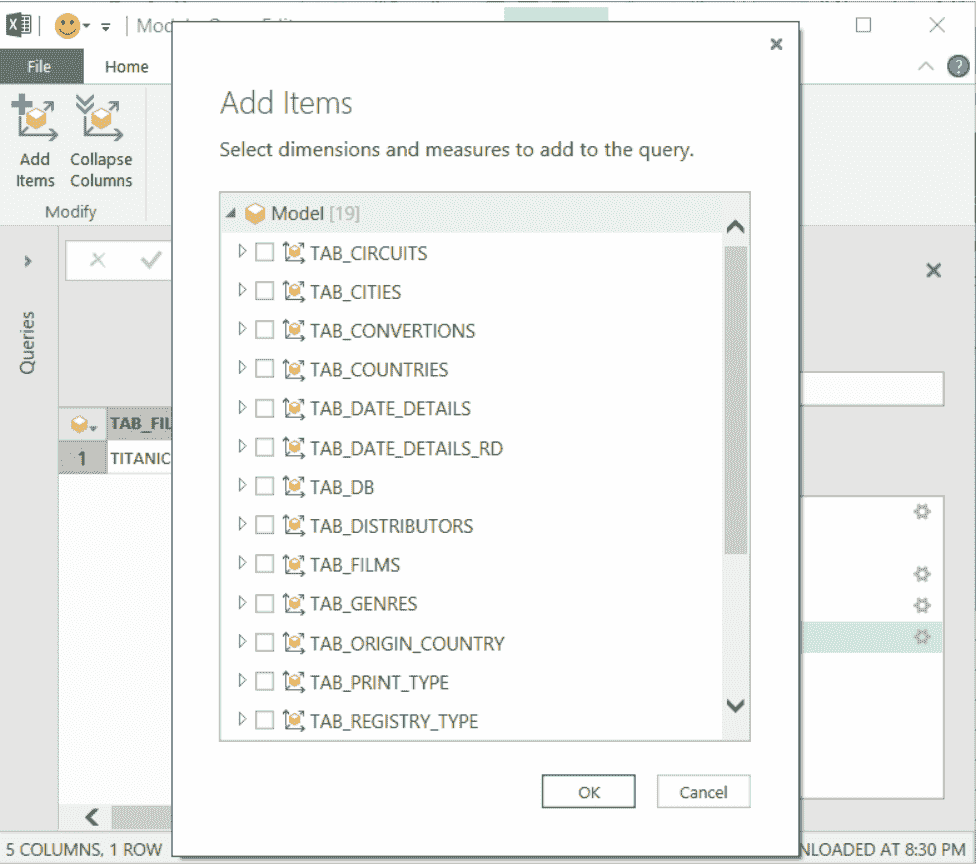 Mod
File
Home
Add
Items
Collapse
Columns
Modify
Queries
TAB_FIL
1
TITANIC
5 COLUMNS, 1 ROW
Add Items
Select dimensions and measures to add to the query.
Model [19]
TAB_CIRCUITS
TAB_CITIES
TAB_CONVERTIONS
TAB_COUNTRIES
TAB_DATE_DETAILS
TAB_DATE_DETAILS_RD
TAB_DB
TAB_DISTRIBUTORS
TAB_FILMS
TAB_GENRES
TAB_ORIGIN_COUNTRY
TAB_PRINT_TYPE
TAB_REGISTRY_TYPE
OK
Cancel
NLOADED AT 8:30 PM